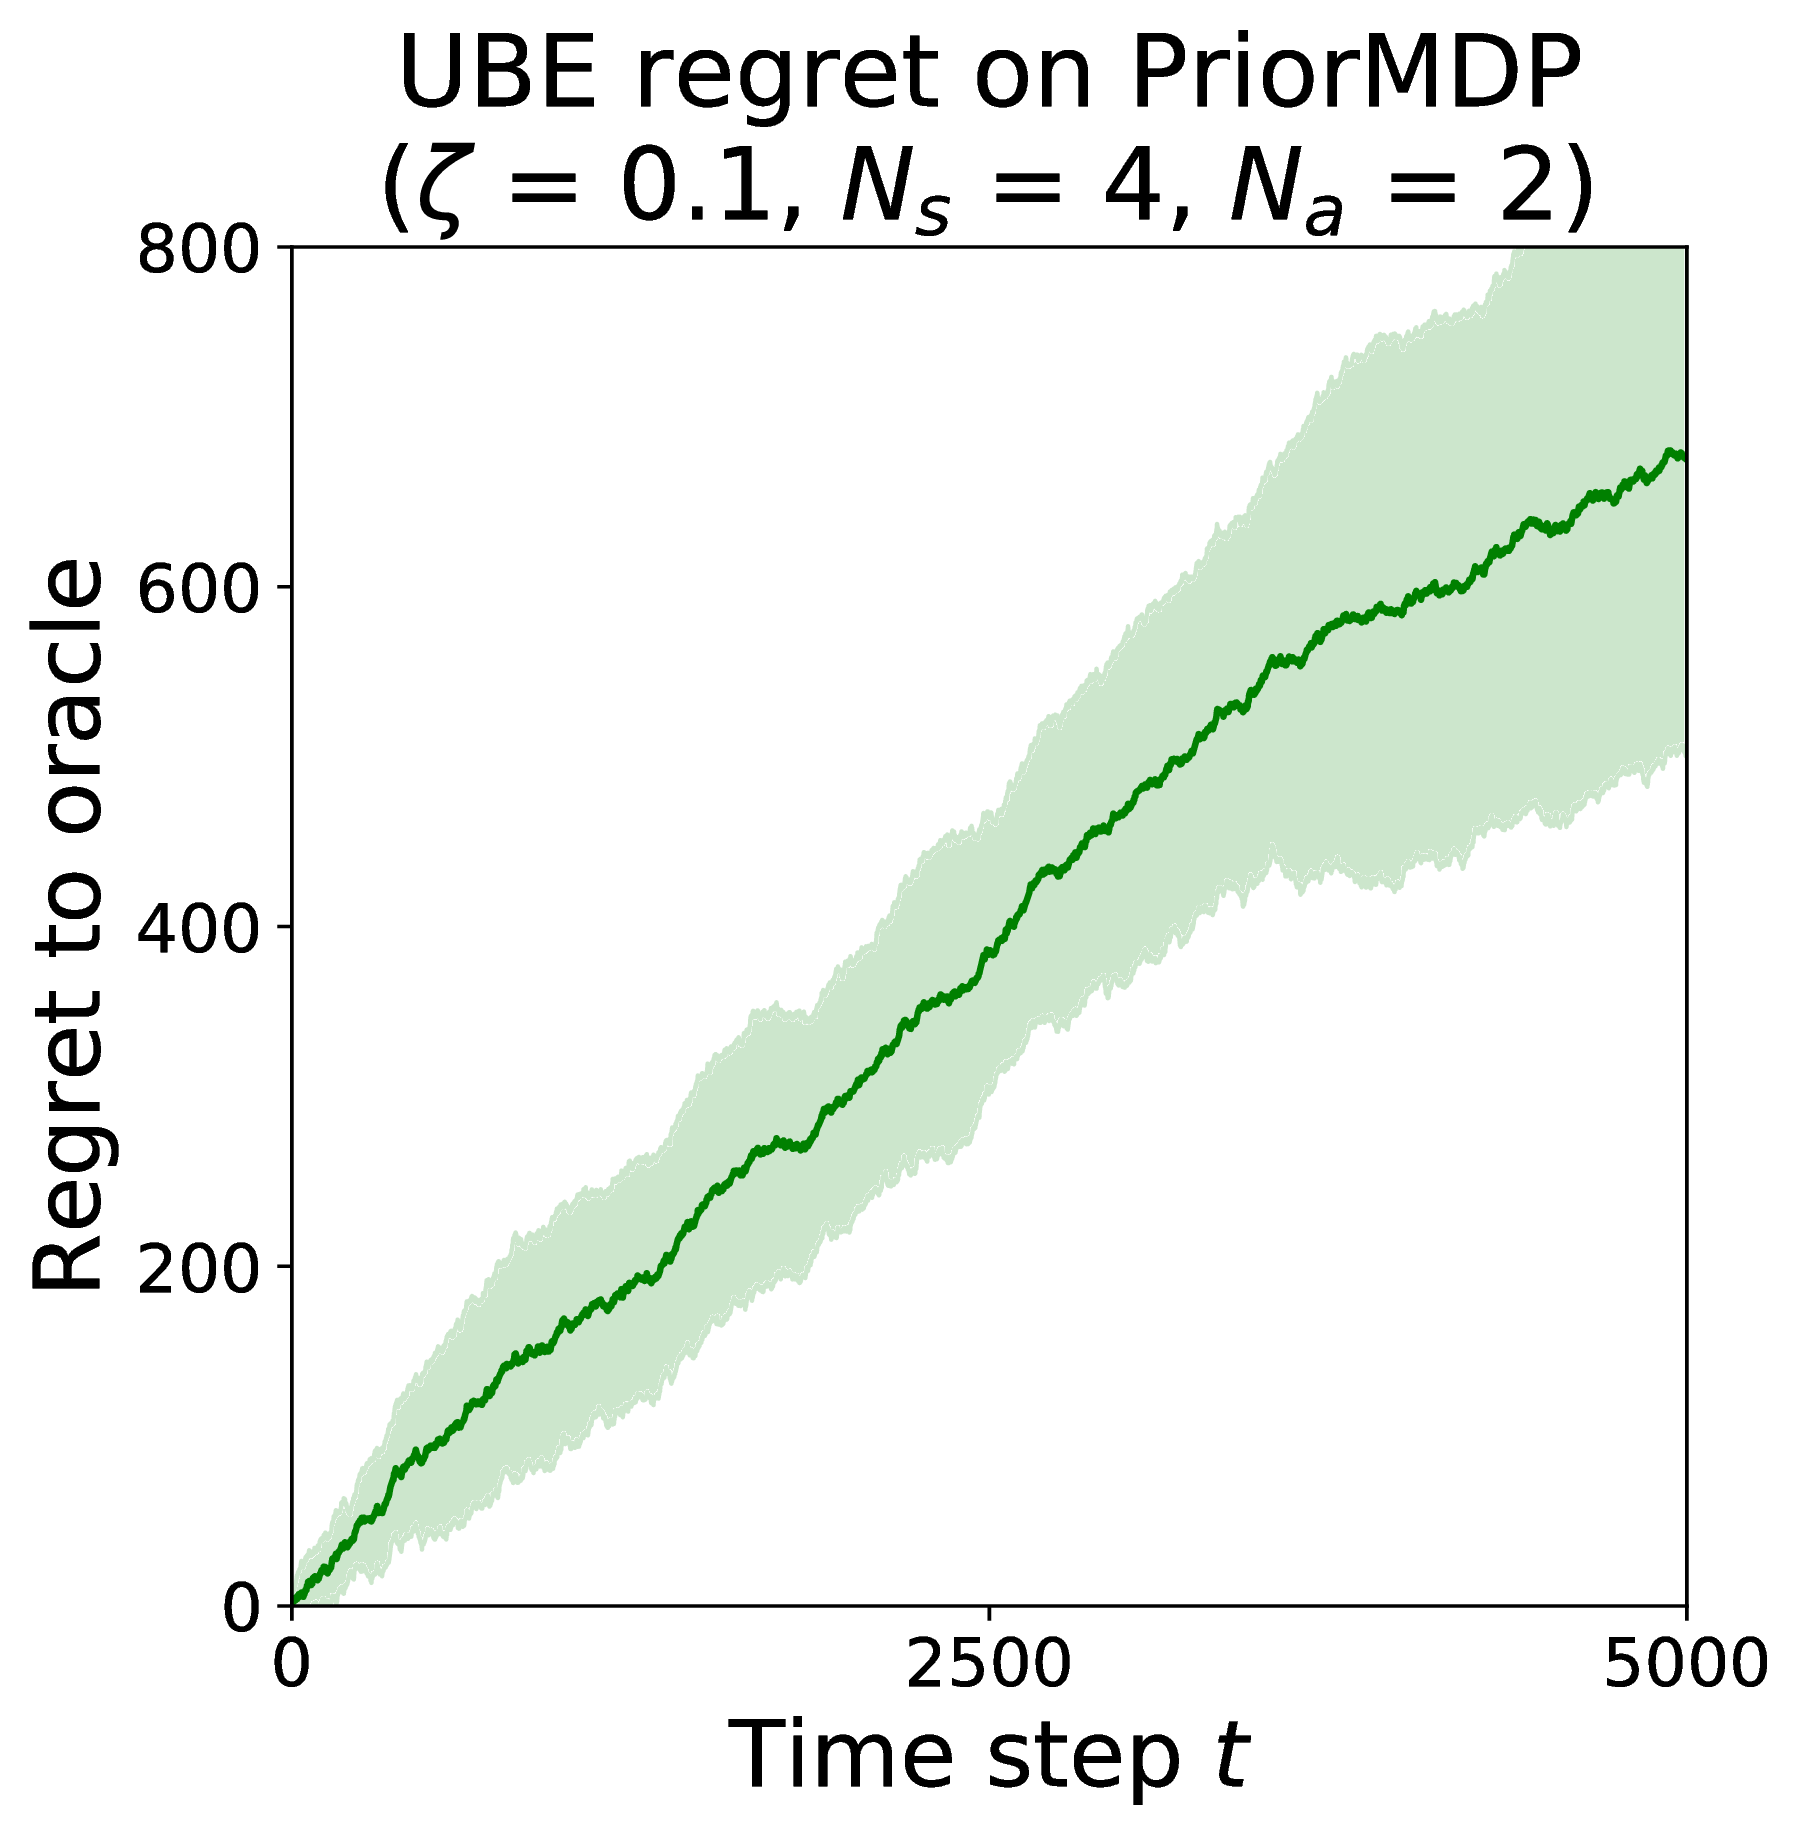 UBE regret on PriorMDP
(ζ = 0.1, Nₛ = 4, Nₐ = 2)
800
600
400
200
0
Regret to oracle
0 2500 5000
Time step t